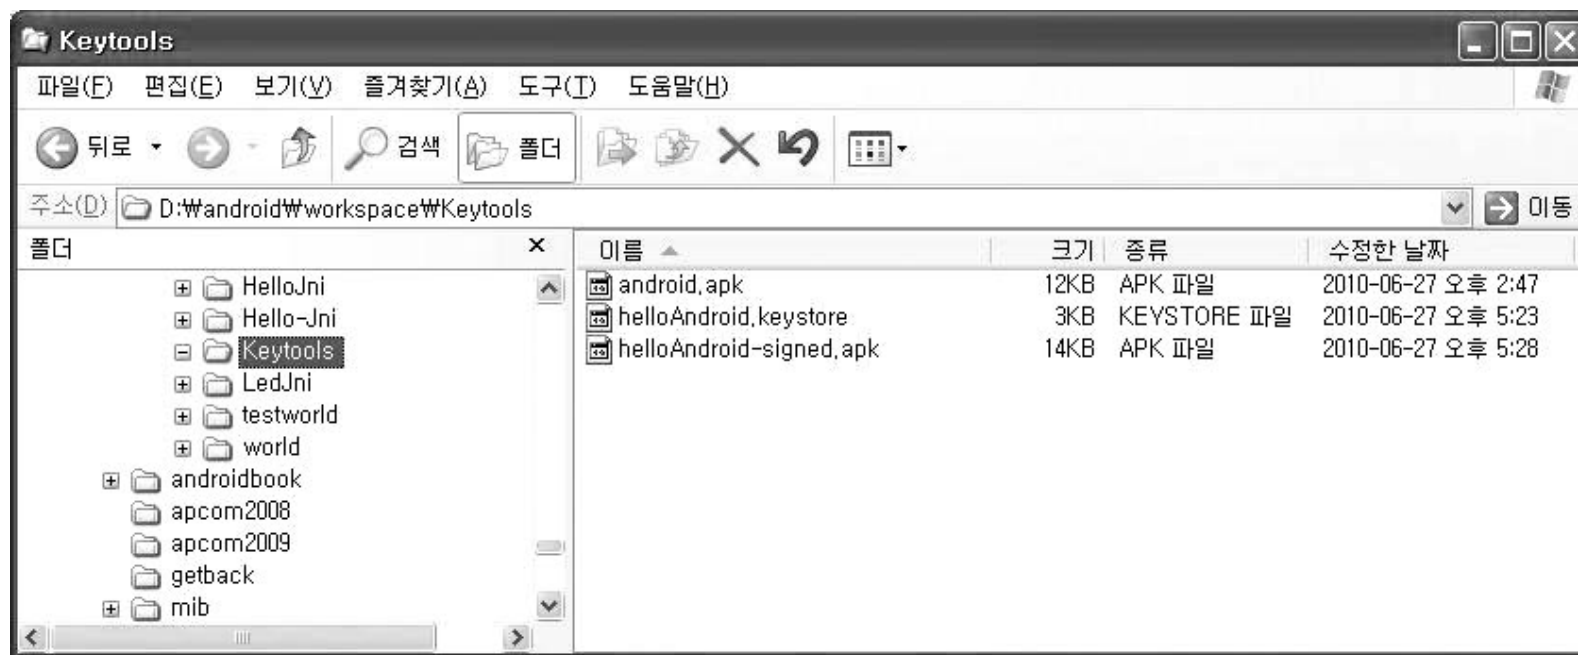 Keytools
파일(F) 편집(E) 보기(V) 즐겨찾기(A) 도구(T) 도움말(H)
뒤로 검색 폴더
주소(D) D:₩android₩workspace₩Keytools 이동
폴더 × 이름 크기 종류 수정한 날짜
HelloJni
Hello-Jni
Keytools
LedJni
testworld
world
androidbook
apcom2008
apcom2009
getback
mib
android.apk 12KB APK 파일 2010-06-27 오후 2:47
helloAndroid.keystore 3KB KEYSTORE 파일 2010-06-27 오후 5:23
helloAndroid-signed.apk 14KB APK 파일 2010-06-27 오후 5:28